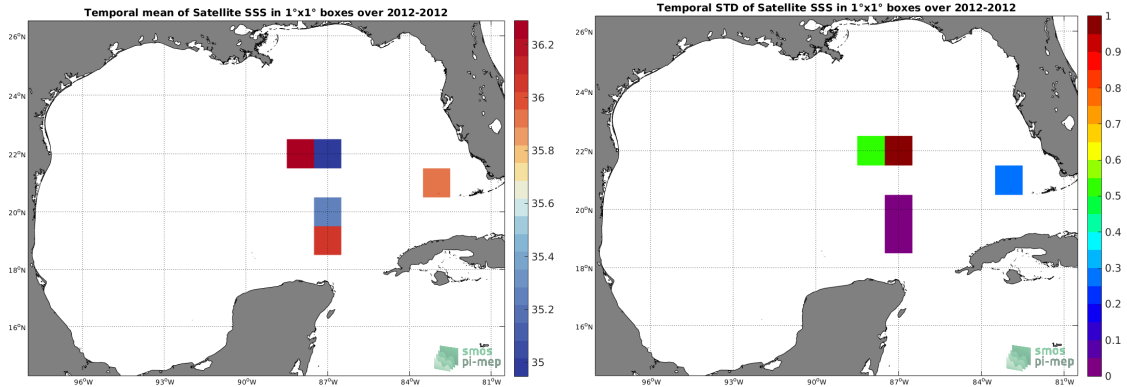 Temporal mean of Satellite SSS in 1°x1° boxes over 2012-2012
26°N
24°N
22°N
20°N
18°N
16°N
96°W
93°W
90°W
87°W
84°W
81°W
36.2
36
35.8
35.6
35.4
35.2
35
smos
pi-mep
Temporal STD of Satellite SSS in 1°x1° boxes over 2012-2012
26°N
24°N
22°N
20°N
18°N
16°N
96°W
93°W
90°W
87°W
84°W
81°W
1
0.9
0.8
0.7
0.6
0.5
0.4
0.3
0.2
0.1
0
smos
pi-mep